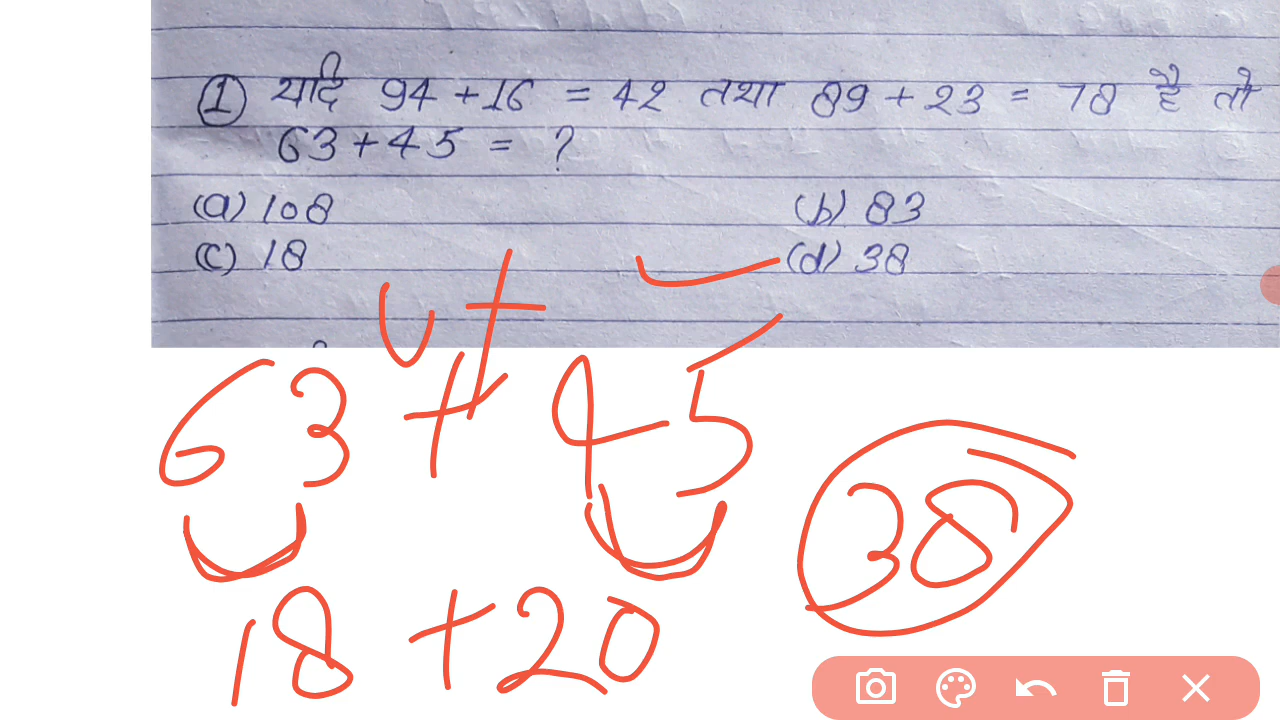 ① यदि 94 + 16 = 42 तथा 89 + 23 = 78 है तो
63 + 45 = ?
(a) 108 (b) 83
(c) 18 (d) 38
63 + 45
18 + 20
38